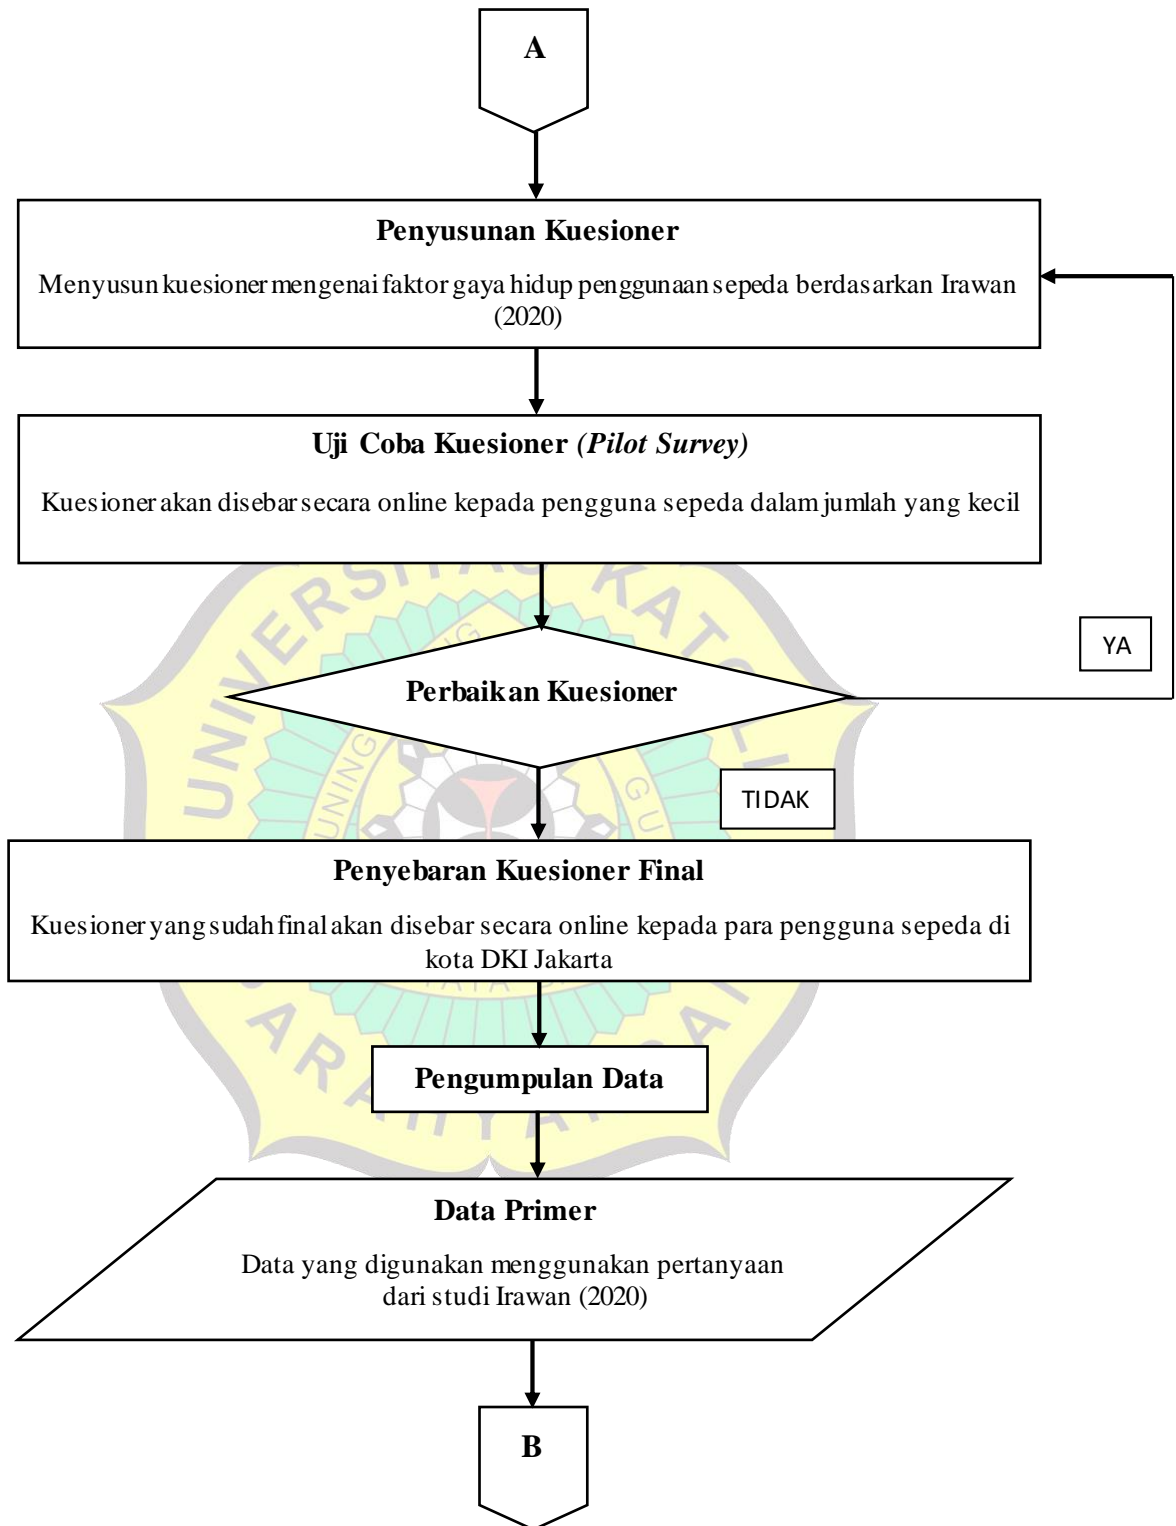 A
Penyusunan Kuesioner
Menyusun kuesioner mengenai faktor gaya hidup penggunaan sepeda berdasarkan Irawan
(2020)
Uji Coba Kuesioner (Pilot Survey)
Kuesioner akan disebar secara online kepada pengguna sepeda dalam jumlah yang kecil
UNIVERSITAS KATOLI
YA
Perbaikan Kuesioner
TIDAK
Penyebaran Kuesioner Final
Kuesioner yang sudah final akan disebar secara online kepada para pengguna sepeda di
kota DKI Jakarta
Pengumpulan Data
Data Primer
Data yang digunakan menggunakan pertanyaan
dari studi Irawan (2020)
B